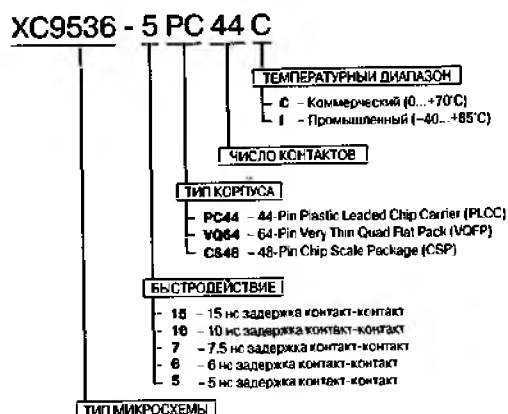 XC9536 - 5 PC 44 C
ТЕМПЕРАТУРНЫЙ ДИАПАЗОН
C – Коммерческий (0...+70°C)
I – Промышленный (–40...+85°C)
ЧИСЛО КОНТАКТОВ
ТИП КОРПУСА
PC44 – 44-Pin Plastic Leaded Chip Carrier (PLCC)
VQ64 – 64-Pin Very Thin Quad Flat Pack (VQFP)
CS48 – 48-Pin Chip Scale Package (CSP)
БЫСТРОДЕЙСТВИЕ
15 – 15 нс задержка контакт-контакт
10 – 10 нс задержка контакт-контакт
7 – 7.5 нс задержка контакт-контакт
6 – 6 нс задержка контакт-контакт
5 – 5 нс задержка контакт-контакт
ТИП МИКРОСХЕМЫ